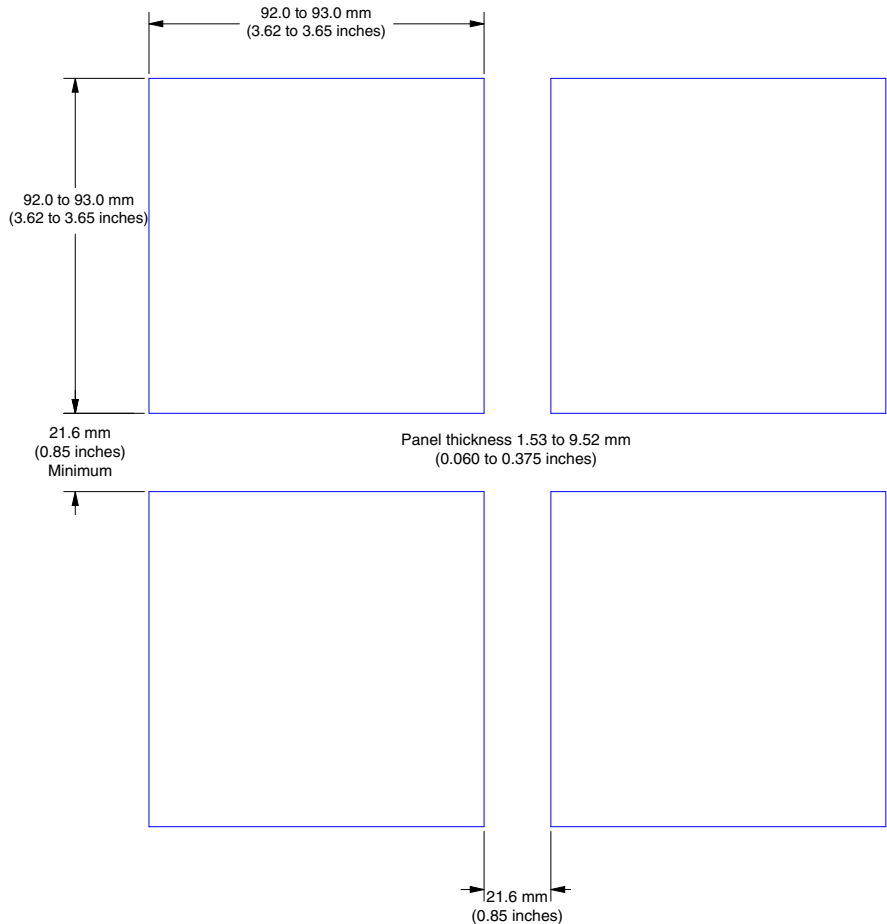 92.0 to 93.0 mm
(3.62 to 3.65 inches)
92.0 to 93.0 mm
(3.62 to 3.65 inches)
21.6 mm
(0.85 inches)
Minimum
Panel thickness 1.53 to 9.52 mm
(0.060 to 0.375 inches)
21.6 mm
(0.85 inches)